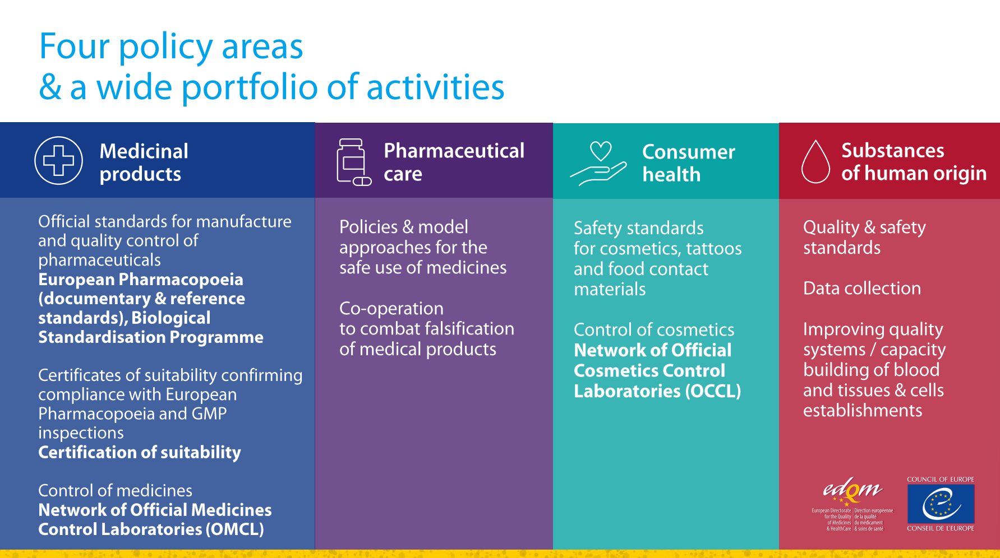 Four policy areas
& a wide portfolio of activities
Medicinal
products
Official standards for manufacture
and quality control of
pharmaceuticals
European Pharmacopoeia
(documentary & reference
standards), Biological
Standardisation Programme
Certificates of suitability confirming
compliance with European
Pharmacopoeia and GMP
inspections
Certification of suitability
Control of medicines
Network of Official Medicines
Control Laboratories (OMCL)
Pharmaceutical
care
Policies & model
approaches for the
safe use of medicines
Co-operation
to combat falsification
of medical products
Consumer
health
Safety standards
for cosmetics, tattoos
and food contact
materials
Control of cosmetics
Network of Official
Cosmetics Control
Laboratories (OCCL)
Substances
of human origin
Quality & safety
standards
Data collection
Improving quality
systems / capacity
building of blood
and tissues & cells
establishments
edQm
European Directorate
for the Quality
of Medicines
& HealthCare
Direction européenne
de la qualité
du médicament
& soins de santé
COUNCIL OF EUROPE
CONSEIL DE L'EUROPE